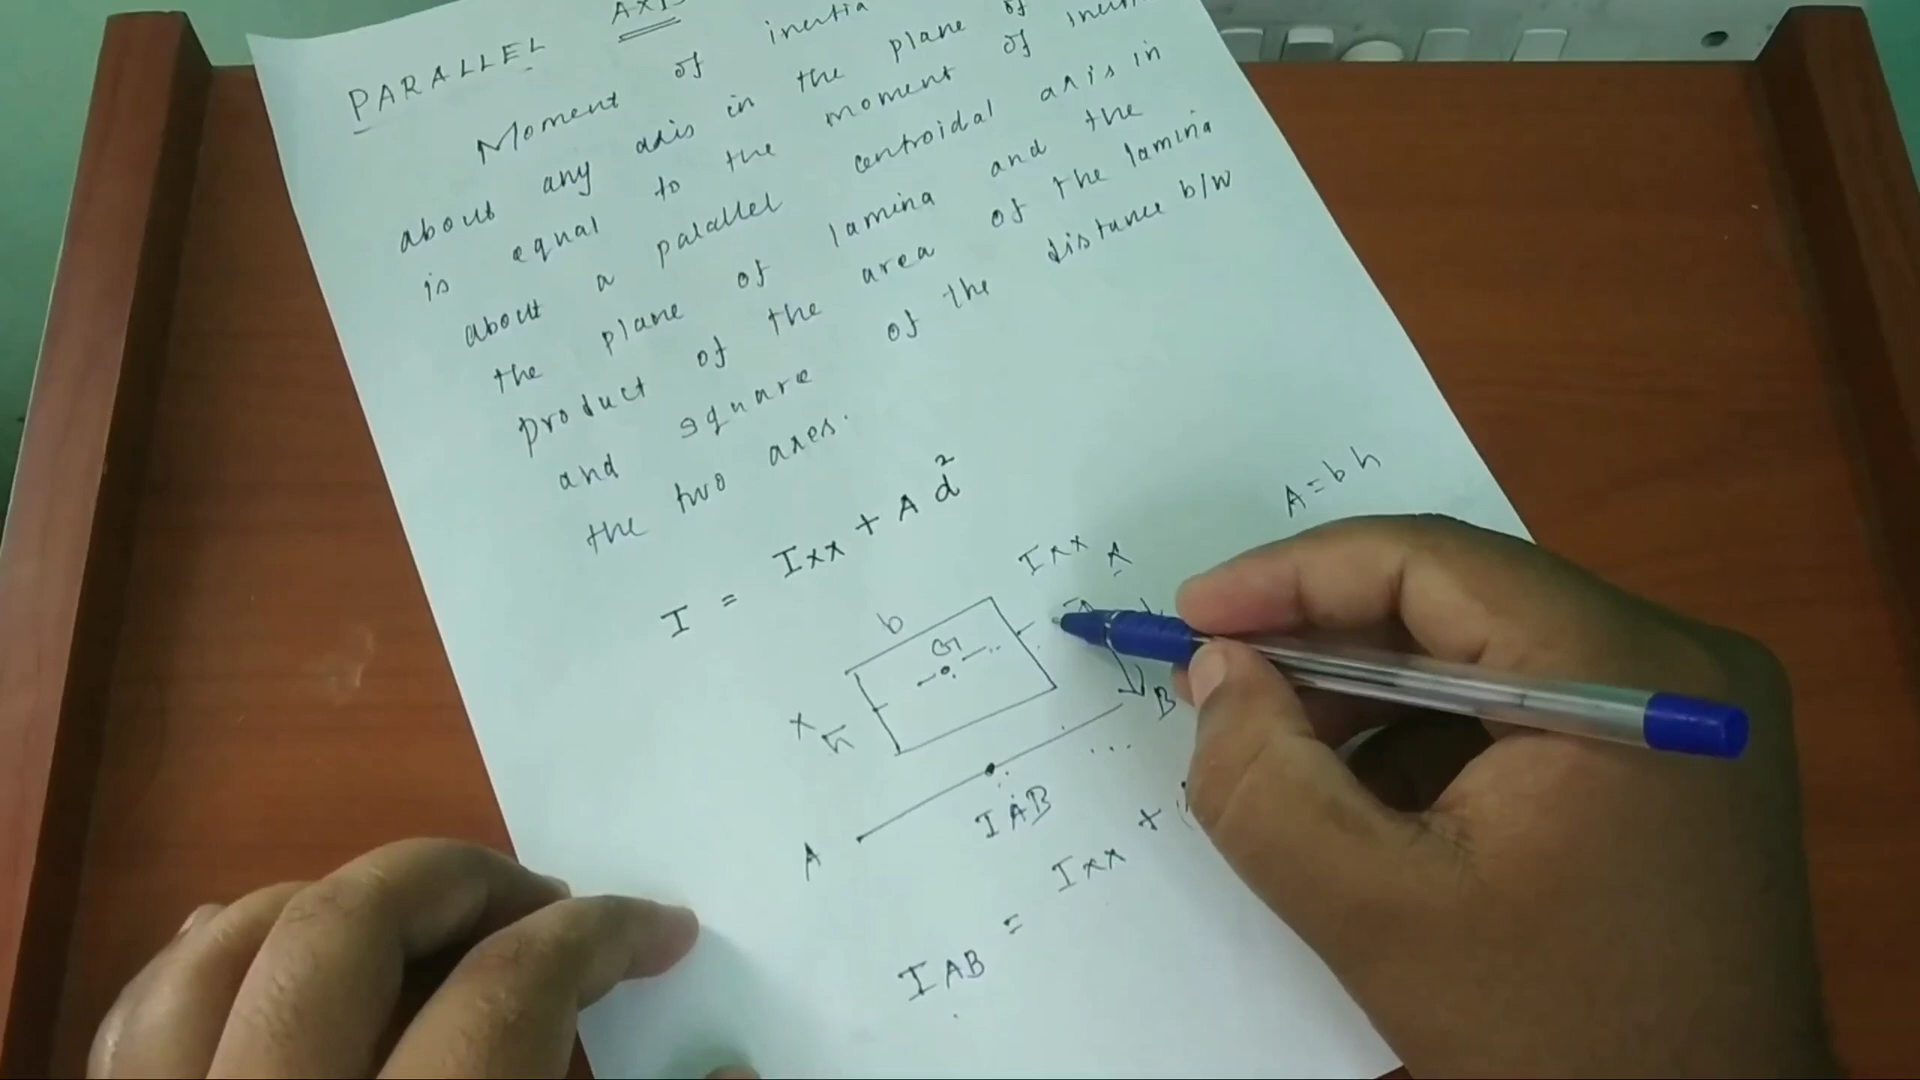 PARALLEL AXIS
Moment of inertia
about any axis in the plane of
is equal to the moment of inertia
about a parallel centroidal axis in
the plane of lamina and the
product of the area of the lamina
and square of the distance b/w
the two axes.
I = Ixx + Ad²
A = bh
Ixx A
b
G
X h
B
A
IAB
IAB = Ixx +